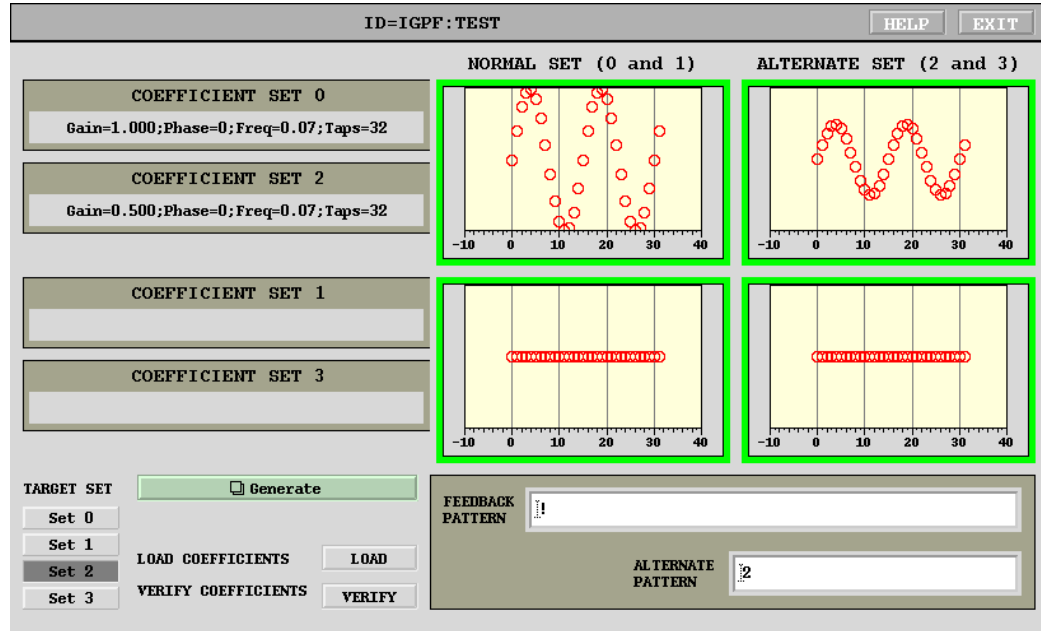 ID=IGPF:TEST
HELP
EXIT
NORMAL SET (0 and 1)
ALTERNATE SET (2 and 3)
COEFFICIENT SET 0
Gain=1.000;Phase=0;Freq=0.07;Taps=32
COEFFICIENT SET 2
Gain=0.500;Phase=0;Freq=0.07;Taps=32
-10 0 10 20 30 40
-10 0 10 20 30 40
COEFFICIENT SET 1
COEFFICIENT SET 3
-10 0 10 20 30 40
-10 0 10 20 30 40
TARGET SET
Set 0
Set 1
Set 2
Set 3
Generate
LOAD COEFFICIENTS
LOAD
VERIFY COEFFICIENTS
VERIFY
FEEDBACK
PATTERN
!
ALTERNATE
PATTERN
2